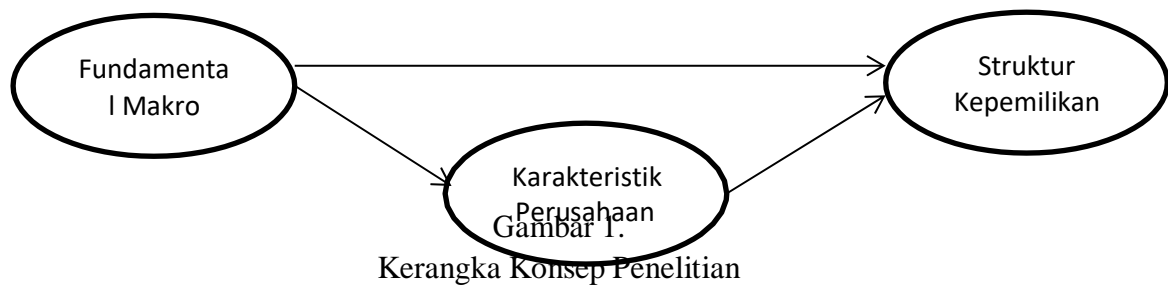 Fundamenta
l Makro
Struktur
Kepemilikan
Karakteristik
Perusahaan
Gambar 1.
Kerangka Konsep Penelitian